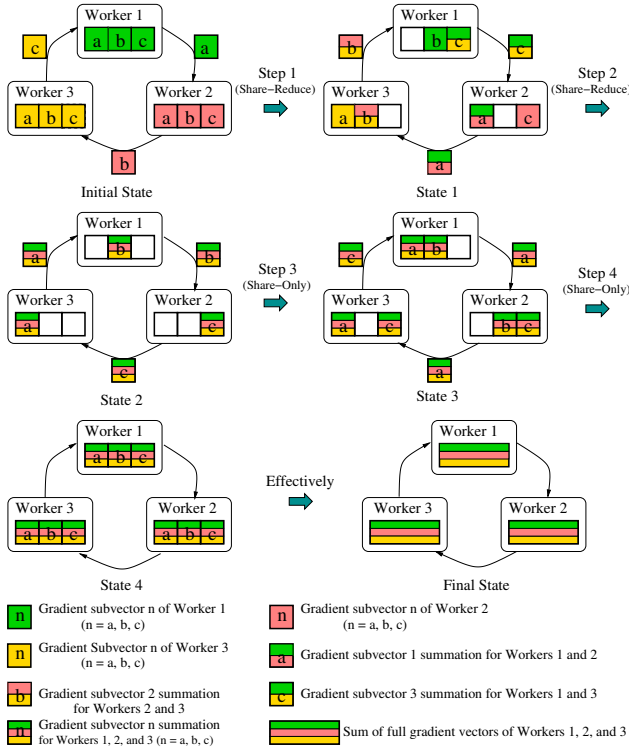 Worker 1
c
a b c
a
Worker 3
a b c
Worker 2
a b c
b
Initial State
Step 1
(Share-Reduce)
Worker 1
b
b c
c
Worker 3
a b
Worker 2
a c
a
State 1
Step 2
(Share-Reduce)
Worker 1
a
b
b
Worker 3
a
Worker 2
c
c
State 2
Step 3
(Share-Only)
Worker 1
c
a b
a
Worker 3
a c
Worker 2
b c
a
State 3
Step 4
(Share-Only)
Worker 1
a b c
Worker 3
a b c
Worker 2
a b c
State 4
Effectively
Worker 1
Worker 3
Worker 2
Final State
n Gradient subvector n of Worker 1
(n = a, b, c)
n Gradient subvector n of Worker 2
(n = a, b, c)
n Gradient Subvector n of Worker 3
(n = a, b, c)
a Gradient subvector 1 summation for Workers 1 and 2
b Gradient subvector 2 summation
for Workers 2 and 3
c Gradient subvector 3 summation for Workers 1 and 3
n Gradient subvector n summation
for Workers 1, 2, and 3 (n = a, b, c)
Sum of full gradient vectors of Workers 1, 2, and 3